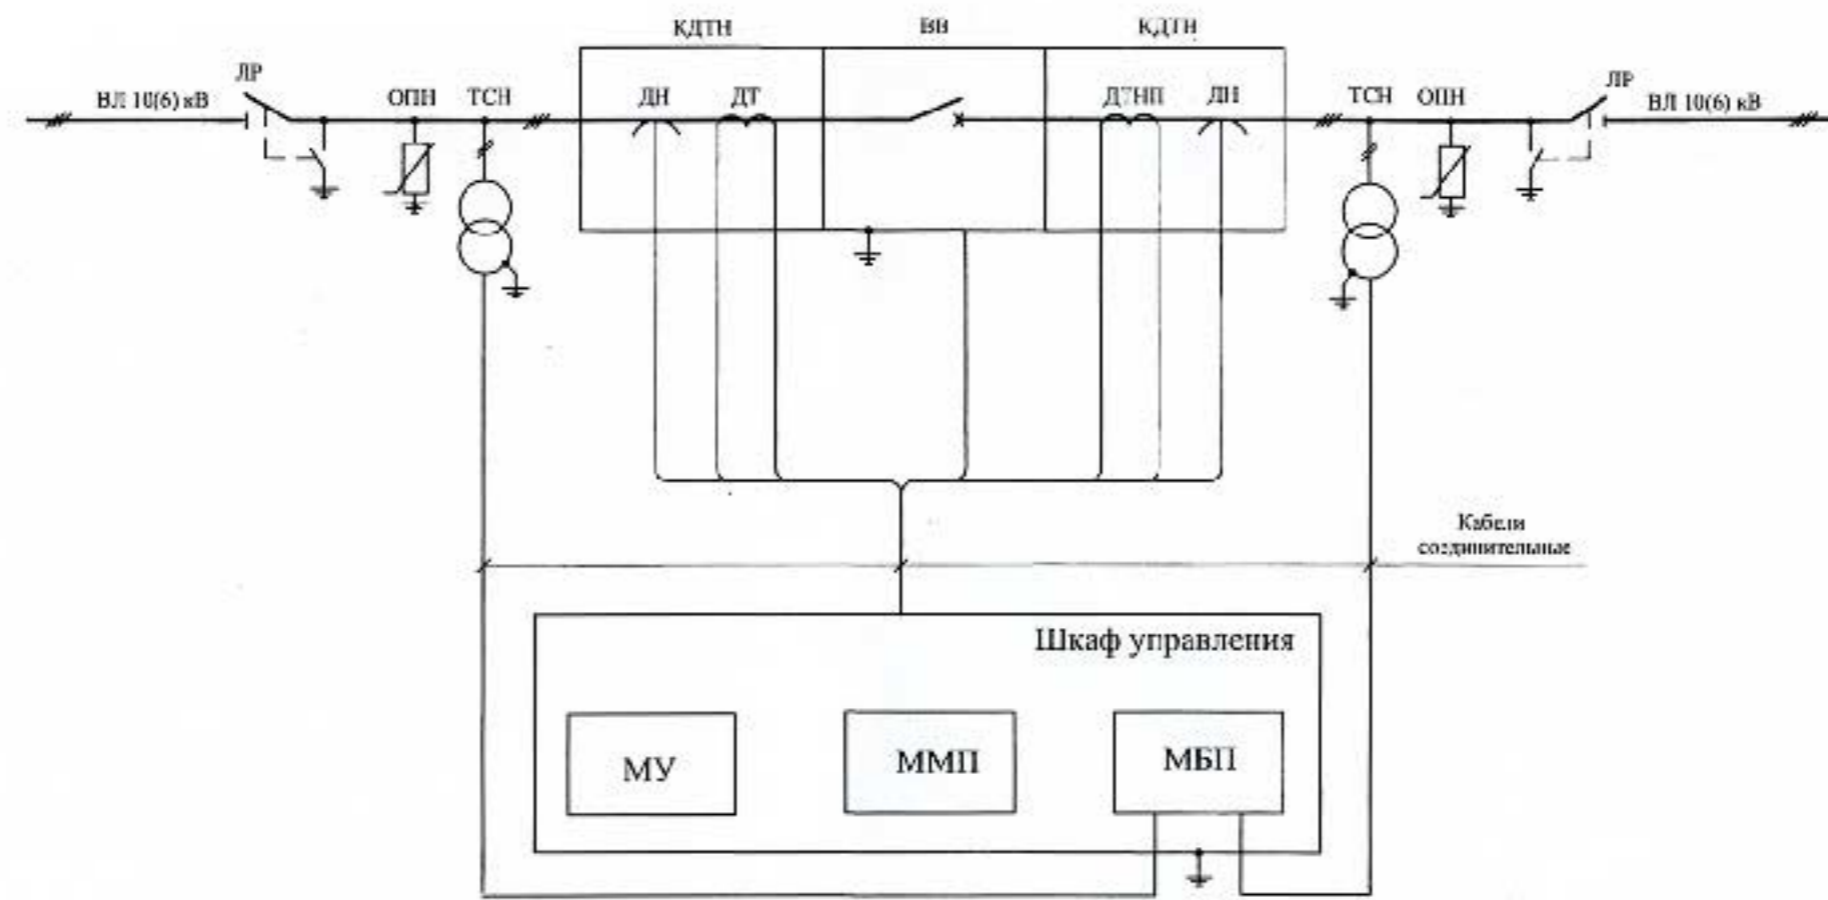 КДТН ВВ КДТН
ЛР
ВЛ 10(6) кВ
ОПН ТСН
ДН ДТ
ДТНП ДН
ТСН ОПН
ЛР
ВЛ 10(6) кВ
Кабели
соединительные
Шкаф управления
МУ
ММП
МБП